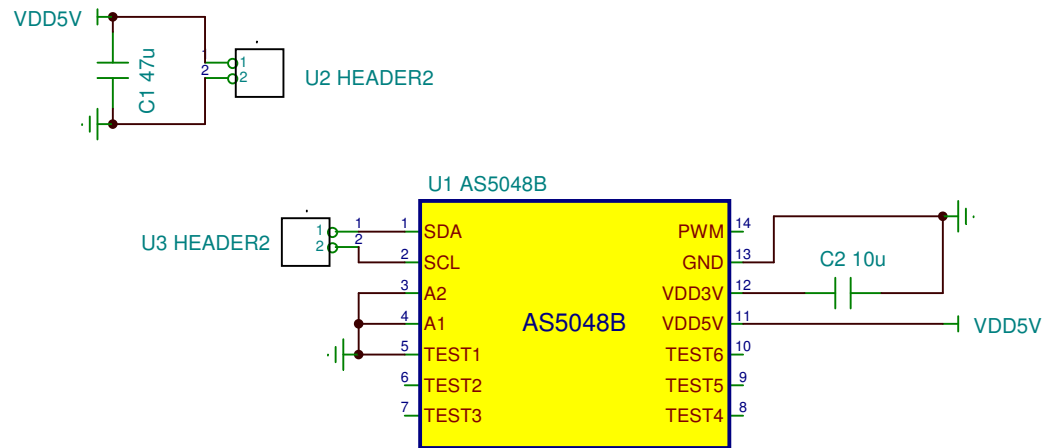 VDD5V
C1 47u
1
2
1
2
U2 HEADER2
U1 AS5048B
U3 HEADER2
1
2
1
2
1 SDA
2 SCL
3 A2
4 A1
5 TEST1
6 TEST2
7 TEST3
AS5048B
PWM 14
GND 13
VDD3V 12
VDD5V 11
TEST6 10
TEST5 9
TEST4 8
C2 10u
VDD5V